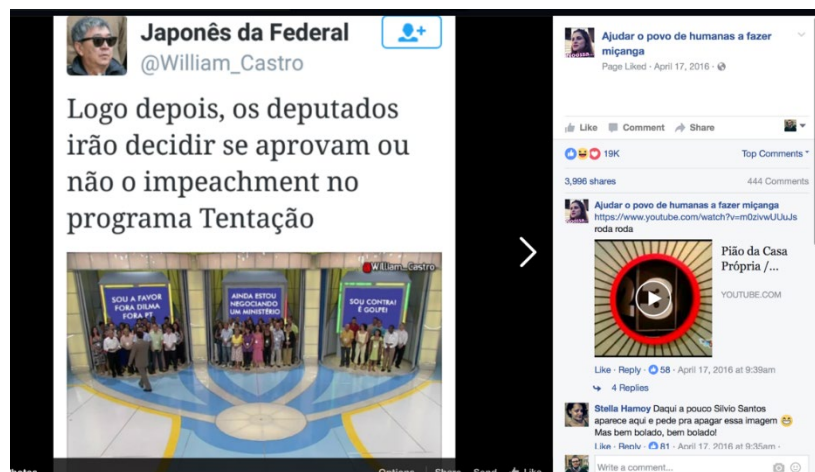 Japonês da Federal
@William_Castro
Logo depois, os deputados
irão decidir se aprovam ou
não o impeachment no
programa Tentação
William_Castro
SOU A FAVOR
FORA DILMA
FORA PT
AINDA ESTOU
NEGOCIANDO
UM MINISTÉRIO
SOU CONTRA!
É GOLPE!
Options Share Send Like
Ajudar o povo de humanas a fazer
miçanga
Page Liked · April 17, 2016 ·
Like Comment Share
19K Top Comments
3,996 shares 444 Comments
Ajudar o povo de humanas a fazer miçanga
https://www.youtube.com/watch?v=m0zivwUUuJs
roda roda
Pião da Casa
Própria /...
YOUTUBE.COM
Like · Reply · 58 · April 17, 2016 at 9:39am
4 Replies
Stella Hamoy Daqui a pouco Silvio Santos
aparece aqui e pede pra apagar essa imagem
Mas bem bolado, bem bolado!
Like · Reply · 81 · April 17, 2016 at 9:35am ·
Write a comment...